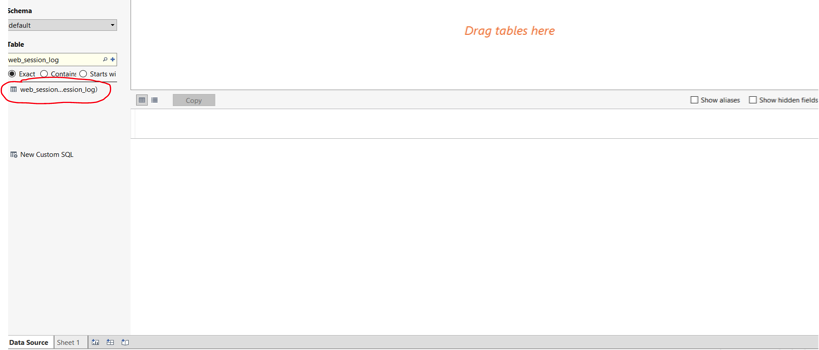 Schema
default
Drag tables here
Table
web_session_log
Exact Contains Starts wi
web_session...ession_log)
Copy
Show aliases Show hidden fields
New Custom SQL
Data Source Sheet 1